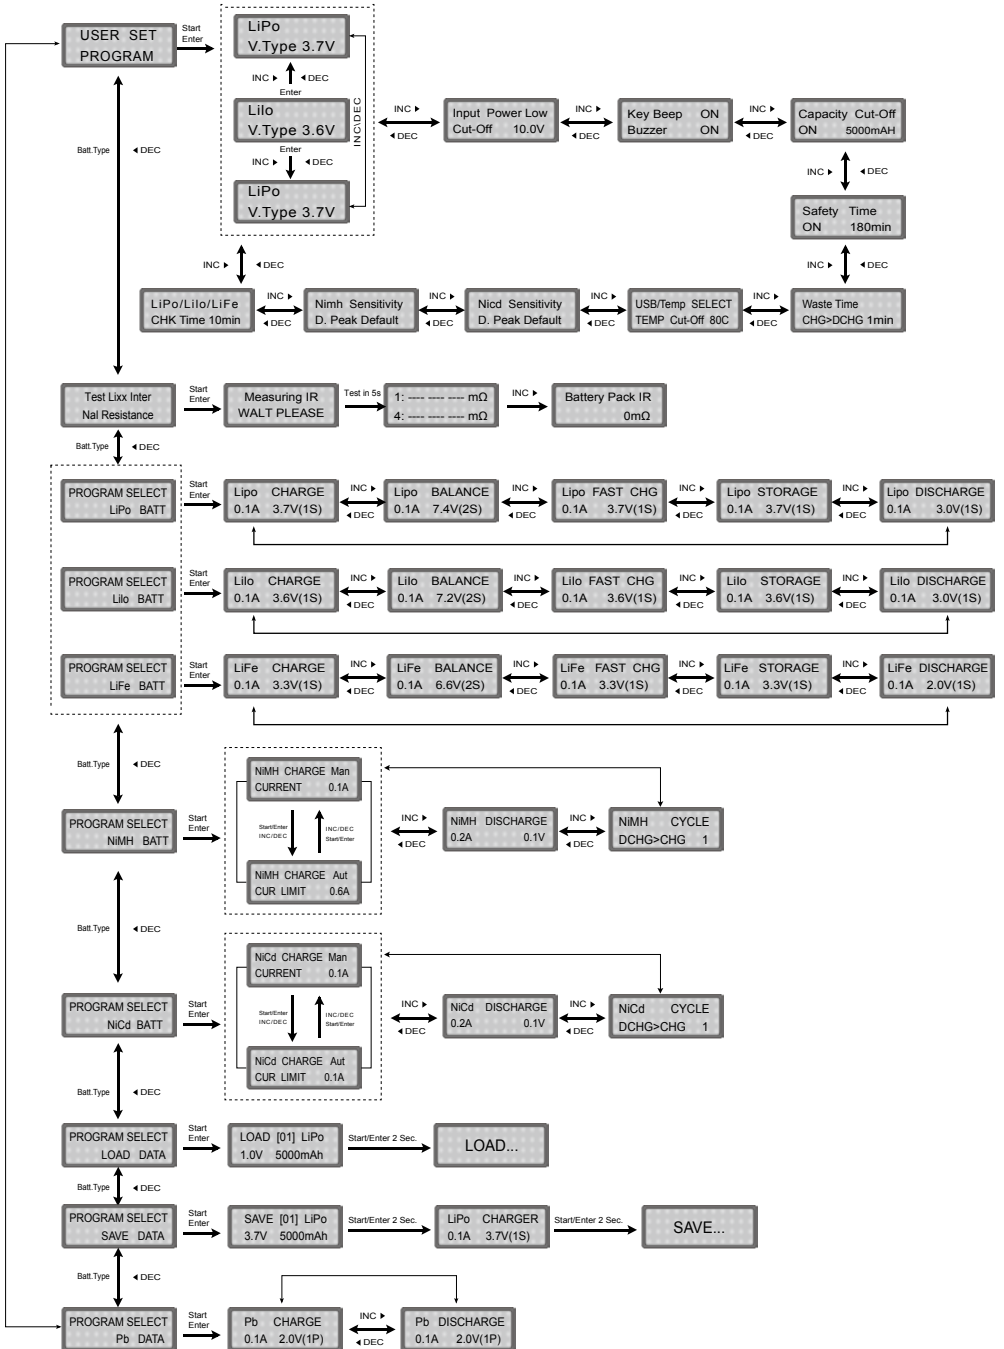 USER SET
PROGRAM
Start
Enter
LiPo
V.Type 3.7V
INC ▶ ◀ DEC
Enter
LiIo
V.Type 3.6V
Enter
INC ▶ ◀ DEC
LiPo
V.Type 3.7V
INC\DEC
INC ▶
◀ DEC
Input Power Low
Cut-Off 10.0V
INC ▶
◀ DEC
Key Beep ON
Buzzer ON
INC ▶
◀ DEC
Capacity Cut-Off
ON 5000mAH
INC ▶ ◀ DEC
Safety Time
ON 180min
INC ▶ ◀ DEC
Waste Time
CHG>DCHG 1min
INC ▶
◀ DEC
USB/Temp SELECT
TEMP Cut-Off 80C
INC ▶
◀ DEC
Nicd Sensitivity
D. Peak Default
INC ▶
◀ DEC
Nimh Sensitivity
D. Peak Default
INC ▶
◀ DEC
LiPo/LiIo/LiFe
CHK Time 10min
INC ▶ ◀ DEC
Batt.Type ◀ DEC
Test Lixx Inter
Nal Resistance
Start
Enter
Measuring IR
WALT PLEASE
Test in 5s
1: ---- ---- ---- mΩ
4: ---- ---- ---- mΩ
INC ▶
Battery Pack IR
0mΩ
Batt.Type ◀ DEC
PROGRAM SELECT
LiPo BATT
Start
Enter
Lipo CHARGE
0.1A 3.7V(1S)
INC ▶
◀ DEC
Lipo BALANCE
0.1A 7.4V(2S)
INC ▶
◀ DEC
Lipo FAST CHG
0.1A 3.7V(1S)
INC ▶
◀ DEC
Lipo STORAGE
0.1A 3.7V(1S)
INC ▶
◀ DEC
Lipo DISCHARGE
0.1A 3.0V(1S)
PROGRAM SELECT
LiIo BATT
Start
Enter
LiIo CHARGE
0.1A 3.6V(1S)
INC ▶
◀ DEC
LiIo BALANCE
0.1A 7.2V(2S)
INC ▶
◀ DEC
LiIo FAST CHG
0.1A 3.6V(1S)
INC ▶
◀ DEC
LiIo STORAGE
0.1A 3.6V(1S)
INC ▶
◀ DEC
LiIo DISCHARGE
0.1A 3.0V(1S)
PROGRAM SELECT
LiFe BATT
Start
Enter
LiFe CHARGE
0.1A 3.3V(1S)
INC ▶
◀ DEC
LiFe BALANCE
0.1A 6.6V(2S)
INC ▶
◀ DEC
LiFe FAST CHG
0.1A 3.3V(1S)
INC ▶
◀ DEC
LiFe STORAGE
0.1A 3.3V(1S)
INC ▶
◀ DEC
LiFe DISCHARGE
0.1A 2.0V(1S)
Batt.Type ◀ DEC
PROGRAM SELECT
NiMH BATT
Start
Enter
NiMH CHARGE Man
CURRENT 0.1A
Start/Enter
INC/DEC
INC/DEC
Start/Enter
NiMH CHARGE Aut
CUR LIMIT 0.6A
INC ▶
◀ DEC
NiMH DISCHARGE
0.2A 0.1V
INC ▶
◀ DEC
NiMH CYCLE
DCHG>CHG 1
Batt.Type ◀ DEC
PROGRAM SELECT
NiCd BATT
Start
Enter
NiCd CHARGE Man
CURRENT 0.1A
Start/Enter
INC/DEC
INC/DEC
Start/Enter
NiCd CHARGE Aut
CUR LIMIT 0.1A
INC ▶
◀ DEC
NiCd DISCHARGE
0.2A 0.1V
INC ▶
◀ DEC
NiCd CYCLE
DCHG>CHG 1
Batt.Type ◀ DEC
PROGRAM SELECT
LOAD DATA
Start
Enter
LOAD [01] LiPo
1.0V 5000mAh
Start/Enter 2 Sec.
LOAD...
Batt.Type ◀ DEC
PROGRAM SELECT
SAVE DATA
Start
Enter
SAVE [01] LiPo
3.7V 5000mAh
Start/Enter 2 Sec.
LiPo CHARGER
0.1A 3.7V(1S)
Start/Enter 2 Sec.
SAVE...
Batt.Type ◀ DEC
PROGRAM SELECT
Pb DATA
Start
Enter
Pb CHARGE
0.1A 2.0V(1P)
INC ▶
◀ DEC
Pb DISCHARGE
0.1A 2.0V(1P)